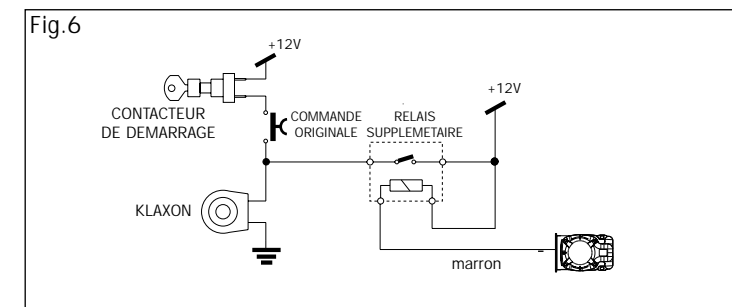 Fig.6
+12V
+12V
CONTACTEUR
DE DEMARRAGE
COMMANDE
ORIGINALE
RELAIS
SUPPLEMETAIRE
KLAXON
-
marron